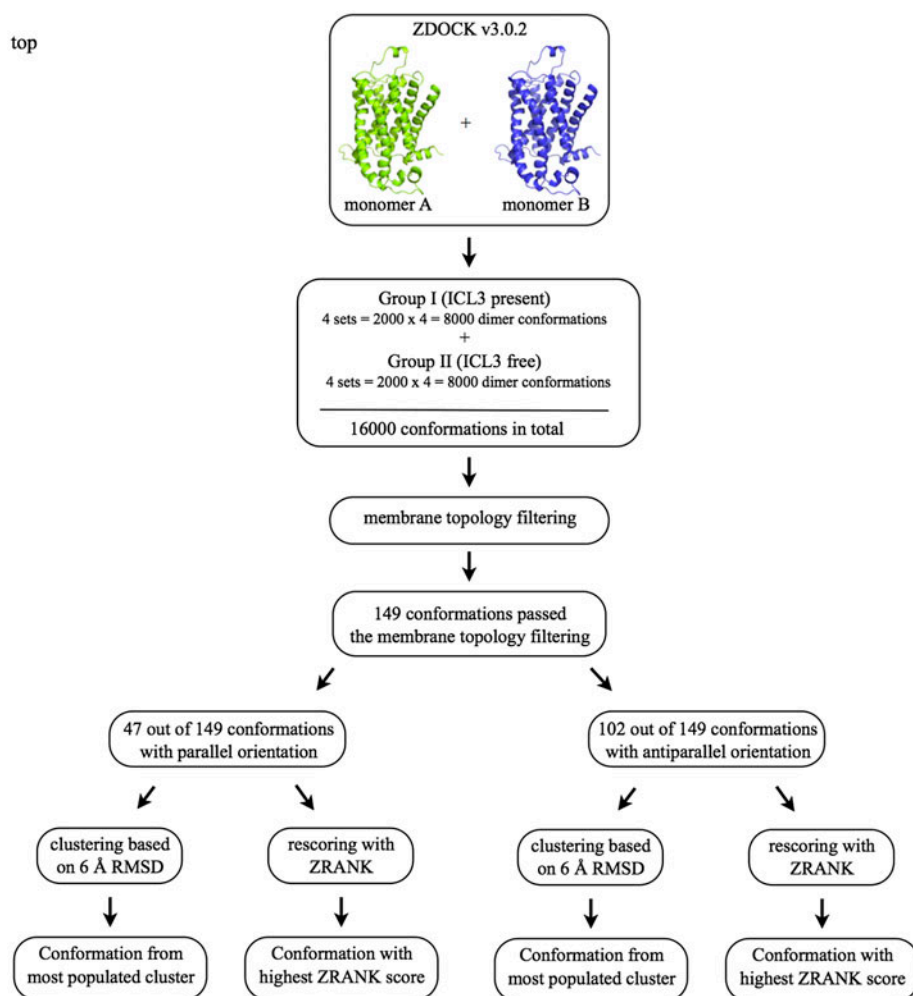 top
ZDOCK v3.0.2
+
monomer A
monomer B
Group I (ICL3 present)
4 sets = 2000 x 4 = 8000 dimer conformations
+
Group II (ICL3 free)
4 sets = 2000 x 4 = 8000 dimer conformations
16000 conformations in total
membrane topology filtering
149 conformations passed
the membrane topology filtering
47 out of 149 conformations
with parallel orientation
102 out of 149 conformations
with antiparallel orientation
clustering based
on 6 Å RMSD
rescoring with
ZRANK
clustering based
on 6 Å RMSD
rescoring with
ZRANK
Conformation from
most populated cluster
Conformation with
highest ZRANK score
Conformation from
most populated cluster
Conformation with
highest ZRANK score